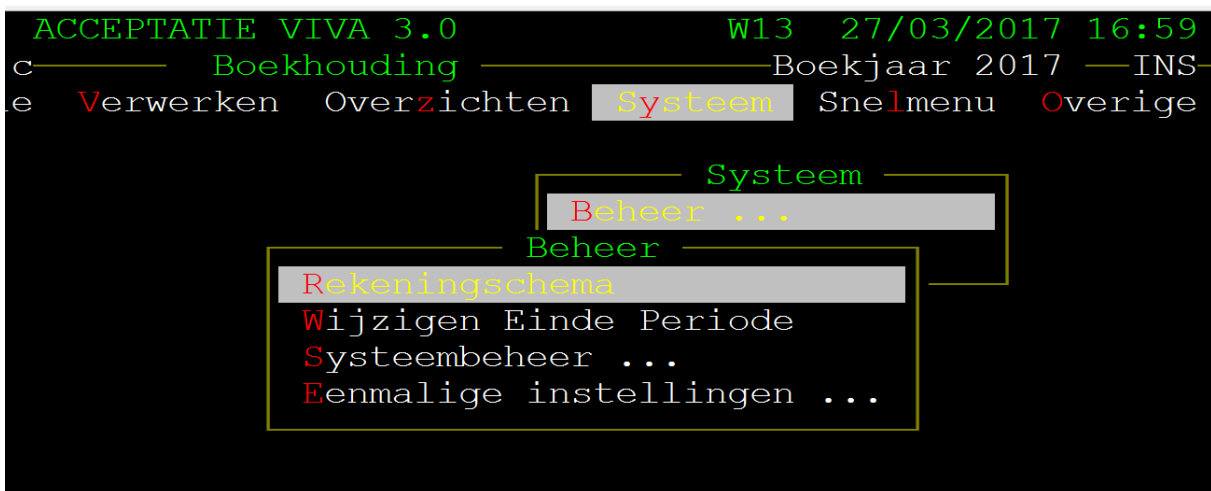 ACCEPTATIE VIVA 3.0 W13 27/03/2017 16:59
c Boekhouding Boekjaar 2017 INS
e Verwerken Overzichten Systeem Snelmenu Overige
Systeem
Beheer ...
Beheer
Rekeningschema
Wijzigen Einde Periode
Systeembeheer ...
Eenmalige instellingen ...